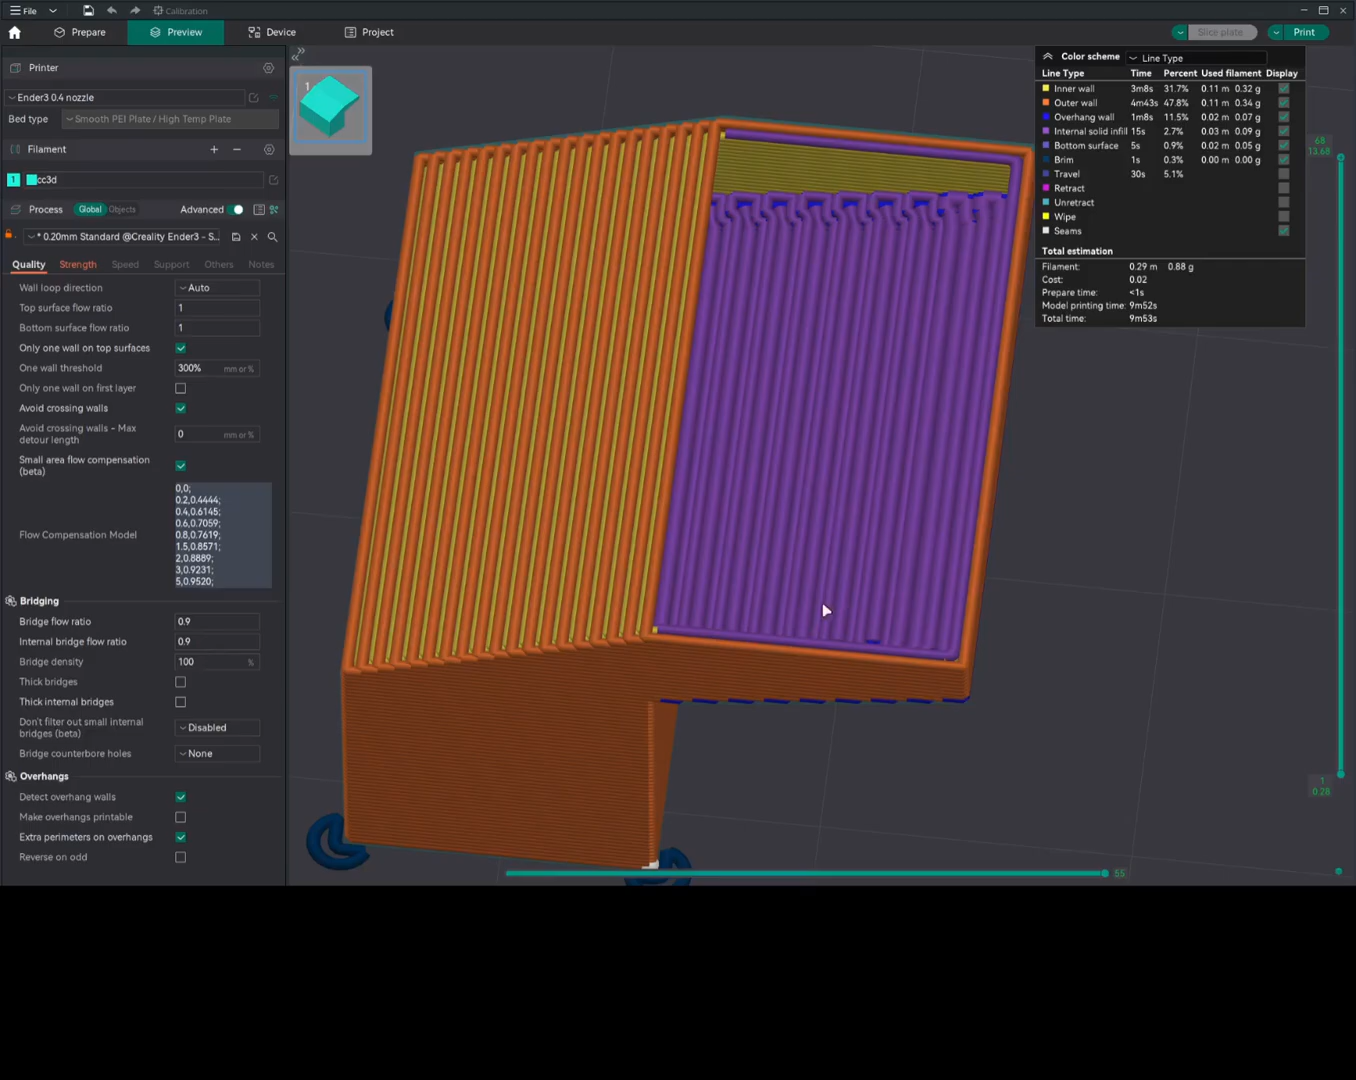 File
Calibration
Prepare
Preview
Device
Project
Slice plate
Print
Printer
Ender3 0.4 nozzle
Bed type
Smooth PEI Plate / High Temp Plate
Filament
1
cc3d
Process
Global
Objects
Advanced
* 0.20mm Standard @Creality Ender3 - S...
Quality
Strength
Speed
Support
Others
Notes
Wall loop direction
Auto
Top surface flow ratio
1
Bottom surface flow ratio
1
Only one wall on top surfaces
One wall threshold
300% mm or %
Only one wall on first layer
Avoid crossing walls
Avoid crossing walls - Max
detour length
0 mm or %
Small area flow compensation
(beta)
Flow Compensation Model
0,0;
0.2,0.4444;
0.4,0.6145;
0.6,0.7059;
0.8,0.7619;
1.5,0.8571;
2,0.8889;
3,0.9231;
5,0.9520;
Bridging
Bridge flow ratio
0.9
Internal bridge flow ratio
0.9
Bridge density
100 %
Thick bridges
Thick internal bridges
Don't filter out small internal
bridges (beta)
Disabled
Bridge counterbore holes
None
Overhangs
Detect overhang walls
Make overhangs printable
Extra perimeters on overhangs
Reverse on odd
1
Color scheme
Line Type
Line Type Time Percent Used filament Display
Inner wall 3m8s 31.7% 0.11 m 0.32 g
Outer wall 4m43s 47.8% 0.11 m 0.34 g
Overhang wall 1m8s 11.5% 0.02 m 0.07 g
Internal solid infill 15s 2.7% 0.03 m 0.09 g
Bottom surface 5s 0.9% 0.02 m 0.05 g
Brim 1s 0.3% 0.00 m 0.00 g
Travel 30s 5.1%
Retract
Unretract
Wipe
Seams
Total estimation
Filament: 0.29 m 0.88 g
Cost: 0.02
Prepare time: <1s
Model printing time: 9m52s
Total time: 9m53s
68
13.68
1
0.28
55